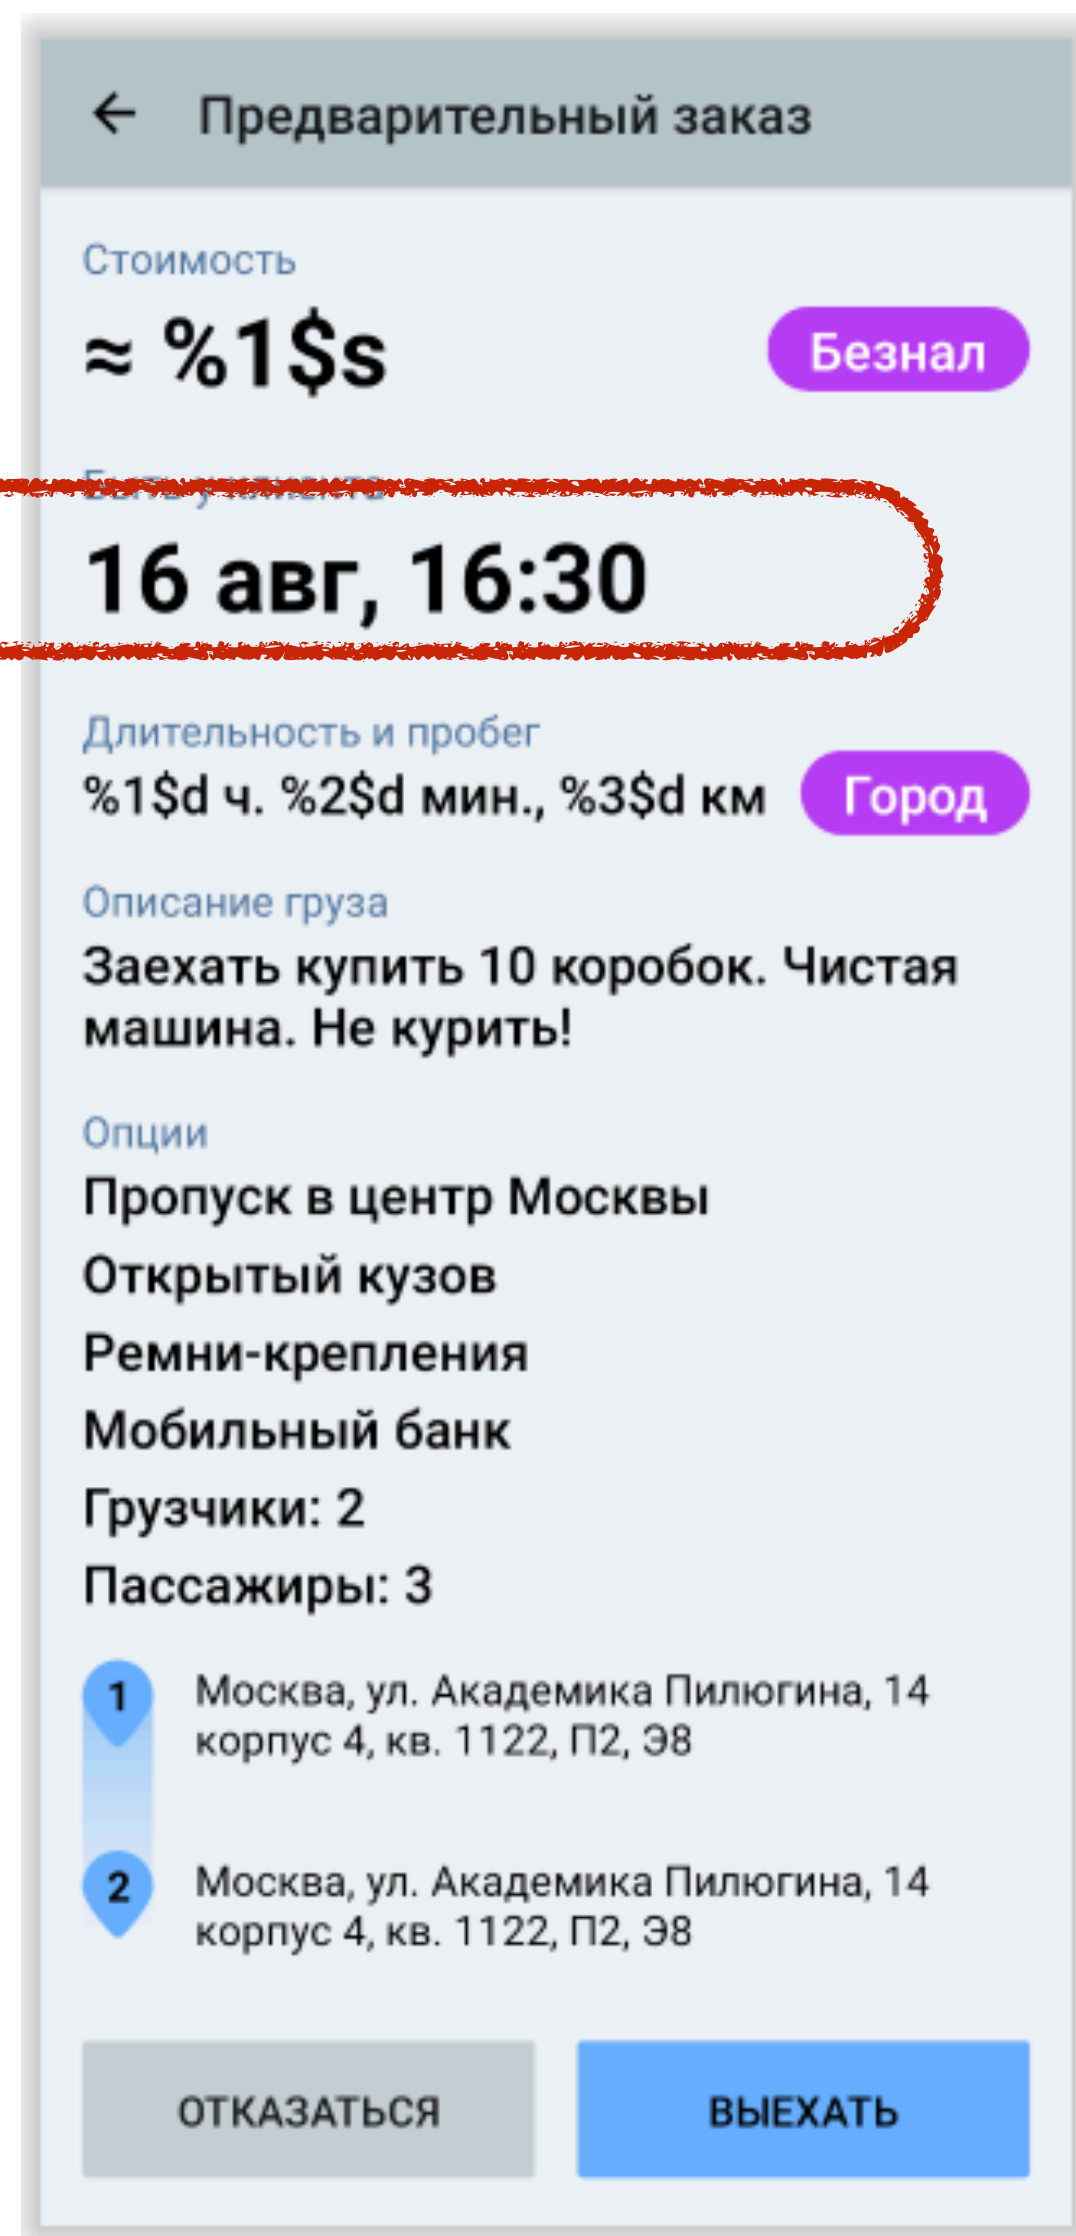 Предварительный заказ
Стоимость
≈ %1$s
Безнал
Быть у клиента
16 авг, 16:30
Длительность и пробег
%1$d ч. %2$d мин., %3$d км
Город
Описание груза
Заехать купить 10 коробок. Чистая
машина. Не курить!
Опции
Пропуск в центр Москвы
Открытый кузов
Ремни-крепления
Мобильный банк
Грузчики: 2
Пассажиры: 3
1
Москва, ул. Академика Пилюгина, 14
корпус 4, кв. 1122, П2, Э8
2
Москва, ул. Академика Пилюгина, 14
корпус 4, кв. 1122, П2, Э8
ОТКАЗАТЬСЯ
ВЫЕХАТЬ